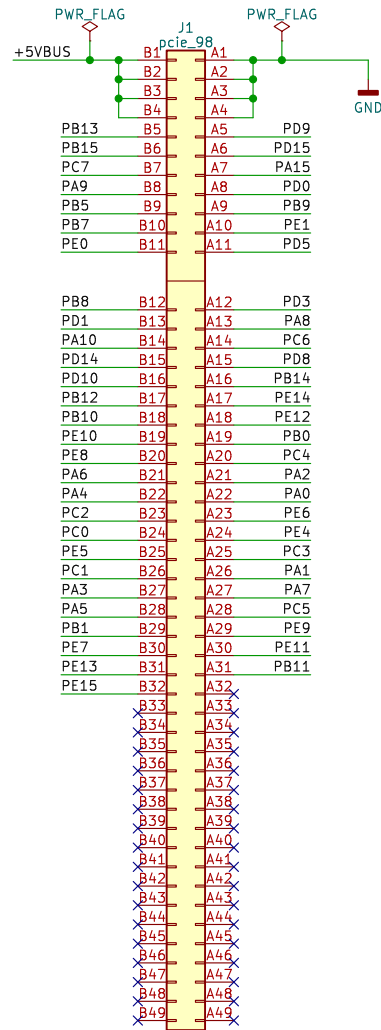 PWR_FLAG PWR_FLAG
J1
pcie_98
+5VBUS B1 A1
B2 A2
B3 A3
GND
B4 A4
PB13 B5 A5 PD9
PB15 B6 A6 PD15
PC7 B7 A7 PA15
PA9 B8 A8 PD0
PB5 B9 A9 PB9
PB7 B10 A10 PE1
PE0 B11 A11 PD5
PB8 B12 A12 PD3
PD1 B13 A13 PA8
PA10 B14 A14 PC6
PD14 B15 A15 PD8
PD10 B16 A16 PB14
PB12 B17 A17 PE14
PB10 B18 A18 PE12
PE10 B19 A19 PB0
PE8 B20 A20 PC4
PA6 B21 A21 PA2
PA4 B22 A22 PA0
PC2 B23 A23 PE6
PC0 B24 A24 PE4
PE5 B25 A25 PC3
PC1 B26 A26 PA1
PA3 B27 A27 PA7
PA5 B28 A28 PC5
PB1 B29 A29 PE9
PE7 B30 A30 PE11
PE13 B31 A31 PB11
PE15 B32 A32
B33 A33
B34 A34
B35 A35
B36 A36
B37 A37
B38 A38
B39 A39
B40 A40
B41 A41
B42 A42
B43 A43
B44 A44
B45 A45
B46 A46
B47 A47
B48 A48
B49 A49